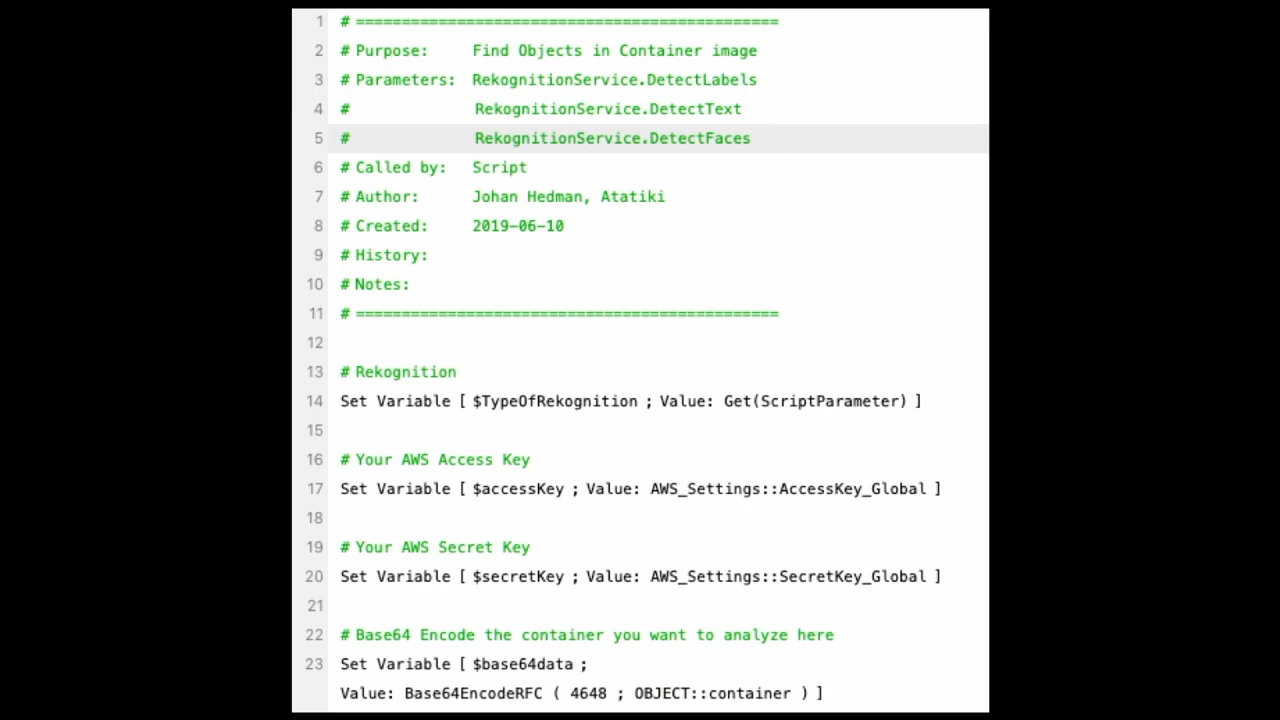 1 # ==============================================
2 # Purpose: Find Objects in Container image
3 # Parameters: RekognitionService.DetectLabels
4 # RekognitionService.DetectText
5 # RekognitionService.DetectFaces
6 # Called by: Script
7 # Author: Johan Hedman, Atatiki
8 # Created: 2019-06-10
9 # History:
10 # Notes:
11 # ==============================================
12
13 # Rekognition
14 Set Variable [ $TypeOfRekognition ; Value: Get(ScriptParameter) ]
15
16 # Your AWS Access Key
17 Set Variable [ $accessKey ; Value: AWS_Settings::AccessKey_Global ]
18
19 # Your AWS Secret Key
20 Set Variable [ $secretKey ; Value: AWS_Settings::SecretKey_Global ]
21
22 # Base64 Encode the container you want to analyze here
23 Set Variable [ $base64data ;
Value: Base64EncodeRFC ( 4648 ; OBJECT::container ) ]